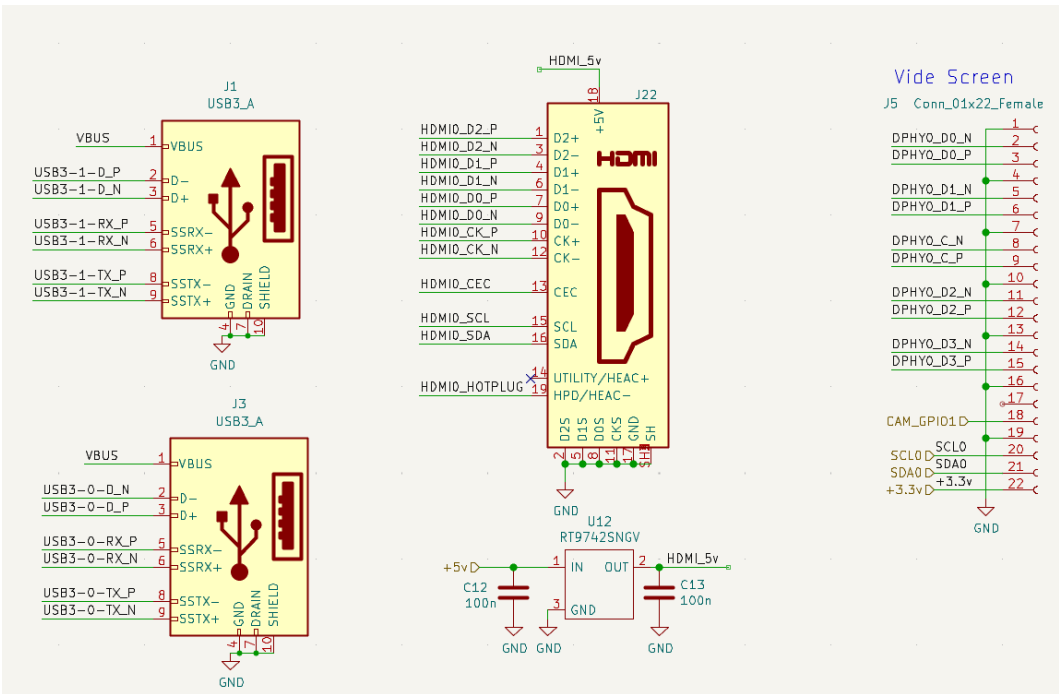 J1
USB3_A
VBUS 1 VBUS
USB3-1-D_P 2 D-
USB3-1-D_N 3 D+
USB3-1-RX_P 5 SSRX-
USB3-1-RX_N 6 SSRX+
USB3-1-TX_P 8 SSTX-
USB3-1-TX_N 9 SSTX+
GND DRAIN SHIELD
4 7 10
GND
J3
USB3_A
VBUS 1 VBUS
USB3-0-D_N 2 D-
USB3-0-D_P 3 D+
USB3-0-RX_P 5 SSRX-
USB3-0-RX_N 6 SSRX+
USB3-0-TX_P 8 SSTX-
USB3-0-TX_N 9 SSTX+
GND DRAIN SHIELD
4 7 10
GND
HDMI_5v
J22
18
+5V
HDMI
HDMI0_D2_P 1 D2+
HDMI0_D2_N 3 D2-
HDMI0_D1_P 4 D1+
HDMI0_D1_N 6 D1-
HDMI0_D0_P 7 D0+
HDMI0_D0_N 9 D0-
HDMI0_CK_P 10 CK+
HDMI0_CK_N 12 CK-
HDMI0_CEC 13 CEC
HDMI0_SCL 15 SCL
HDMI0_SDA 16 SDA
14 UTILITY/HEAC+
HDMI0_HOTPLUG 19 HPD/HEAC-
D2S D1S D0S CKS GND SH
2 5 8 11 17 SH
GND
U12
RT9742SNGV
+5v 1 IN OUT 2 HDMI_5v
C12
100n
3 GND
C13
100n
GND GND GND
Vide Screen
J5 Conn_01x22_Female
1
DPHY0_D0_N 2
DPHY0_D0_P 3
4
DPHY0_D1_N 5
DPHY0_D1_P 6
7
DPHY0_C_N 8
DPHY0_C_P 9
10
DPHY0_D2_N 11
DPHY0_D2_P 12
13
DPHY0_D3_N 14
DPHY0_D3_P 15
16
17
CAM_GPIO1 18
19
SCL0 SCL0 20
SDA0 SDA0 21
+3.3v +3.3v 22
GND